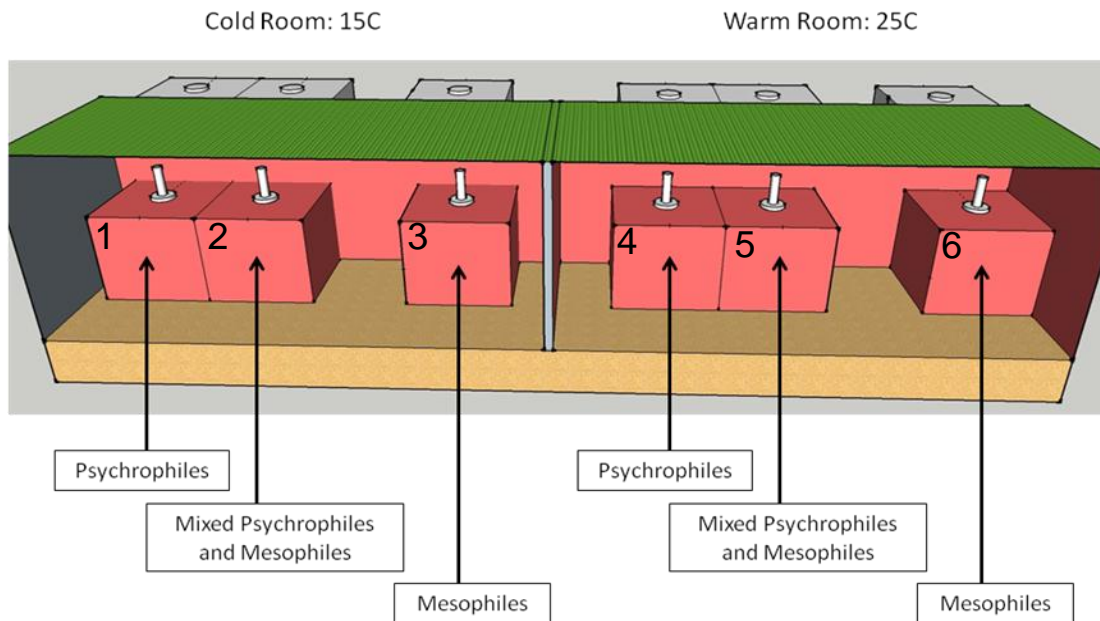 Cold Room: 15C
Warm Room: 25C
1
2
3
4
5
6
Psychrophiles
Psychrophiles
Mixed Psychrophiles
and Mesophiles
Mixed Psychrophiles
and Mesophiles
Mesophiles
Mesophiles